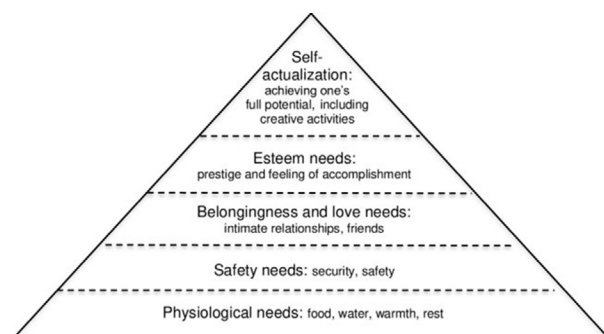 Self-
actualization:
achieving one's
full potential, including
creative activities
Esteem needs:
prestige and feeling of accomplishment
Belongingness and love needs:
intimate relationships, friends
Safety needs: security, safety
Physiological needs: food, water, warmth, rest